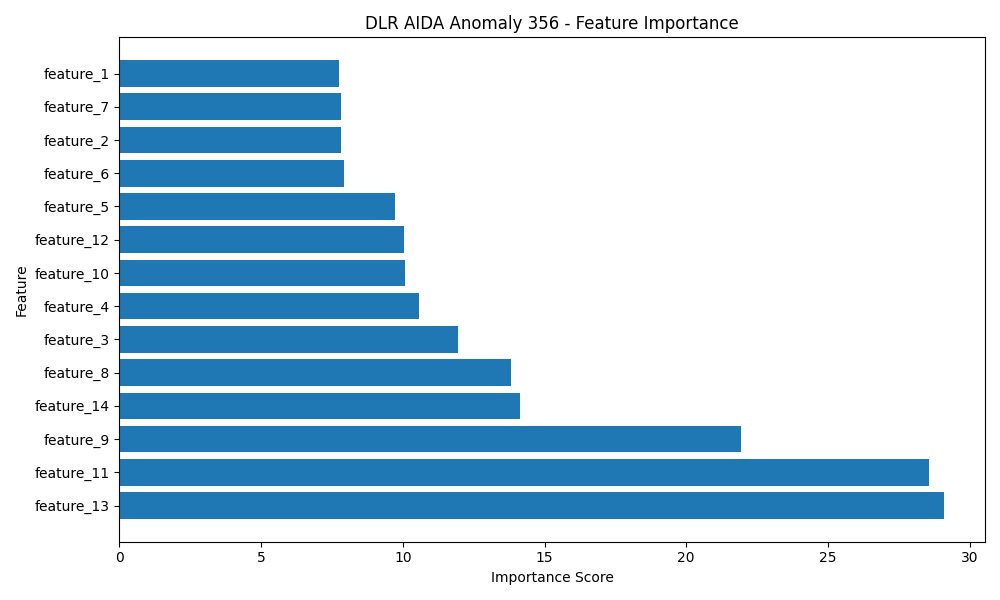 DLR AIDA Anomaly 356 - Feature Importance
feature_1
feature_7
feature_2
feature_6
feature_5
feature_12
feature_10
feature_4
feature_3
feature_8
feature_14
feature_9
feature_11
feature_13
Feature
0 5 10 15 20 25 30
Importance Score